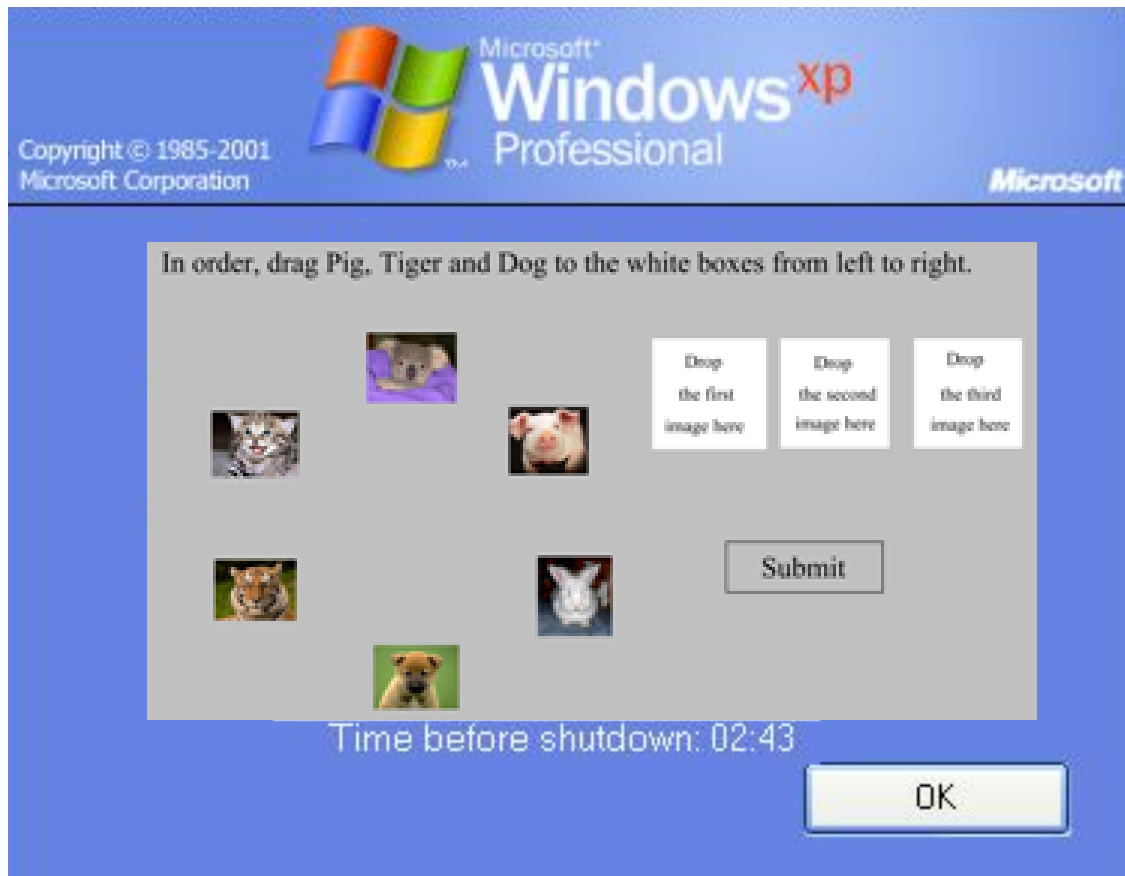 Microsoft®
Windows xp
Professional
™
Copyright © 1985-2001
Microsoft Corporation
Microsoft
In order, drag Pig, Tiger and Dog to the white boxes from left to right.
Drop
the first
image here
Drop
the second
image here
Drop
the third
image here
Submit
Time before shutdown: 02:43
OK